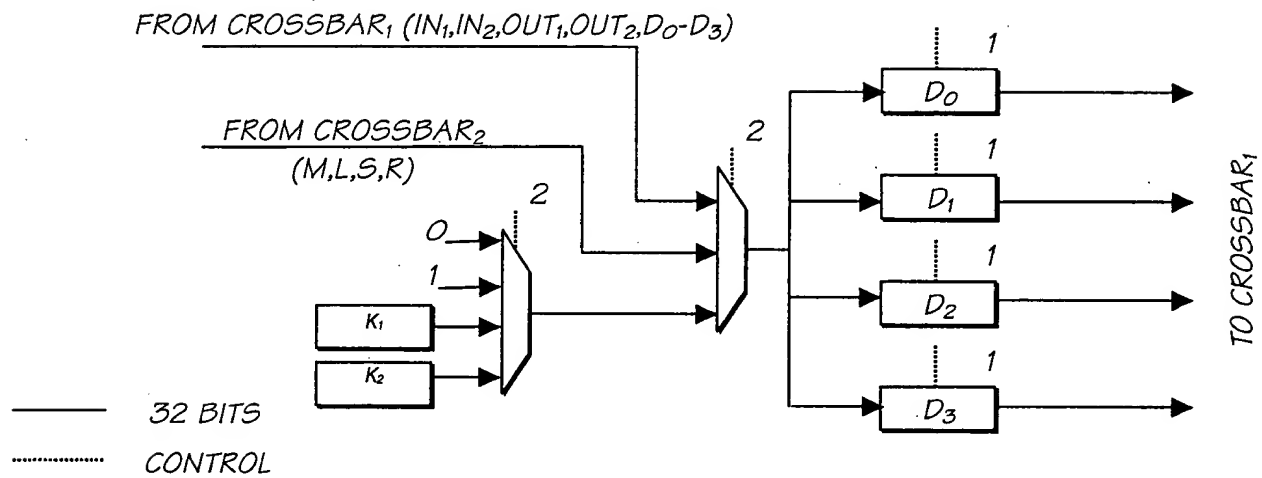 FROM CROSSBAR₁ (IN₁,IN₂,OUT₁,OUT₂,D₀-D₃)
1
D₀
FROM CROSSBAR₂
(M,L,S,R)
2
1
D₁
2
0
1
K₁
K₂
1
D₂
1
D₃
TO CROSSBAR₁
32 BITS
CONTROL